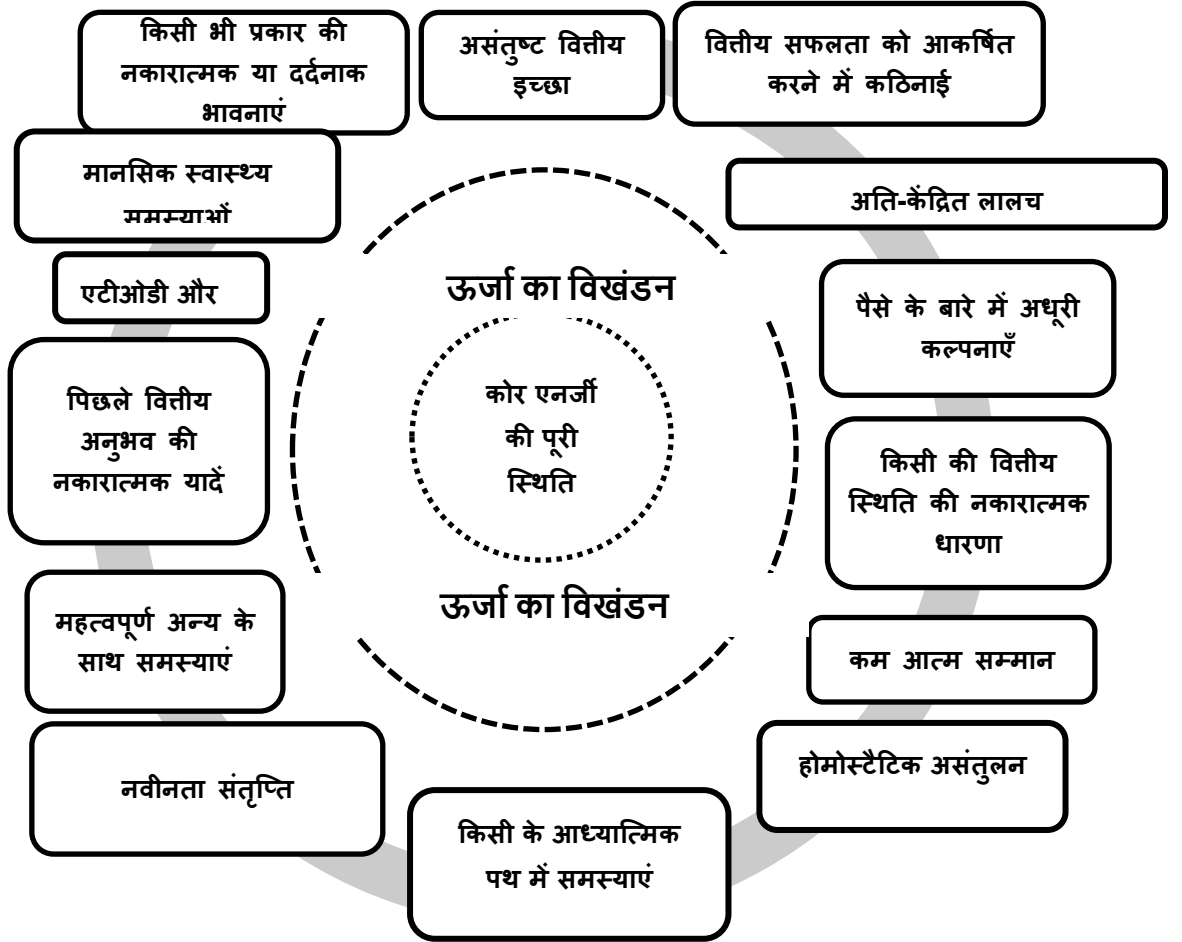 किसी भी प्रकार की
नकारात्मक या दर्दनाक
भावनाएं
असंतुष्ट वित्तीय
इच्छा
वित्तीय सफलता को आकर्षित
करने में कठिनाई
मानसिक स्वास्थ्य
समस्याओं
अति-केंद्रित लालच
एटीओडी और
ऊर्जा का विखंडन
पैसे के बारे में अधूरी
कल्पनाएँ
कोर एनर्जी
की पूरी
स्थिति
पिछले वित्तीय
अनुभव की
नकारात्मक यादें
किसी की वित्तीय
स्थिति की नकारात्मक
धारणा
ऊर्जा का विखंडन
महत्वपूर्ण अन्य के
साथ समस्याएं
कम आत्म सम्मान
नवीनता संतृप्ति
होमोस्टैटिक असंतुलन
किसी के आध्यात्मिक
पथ में समस्याएं